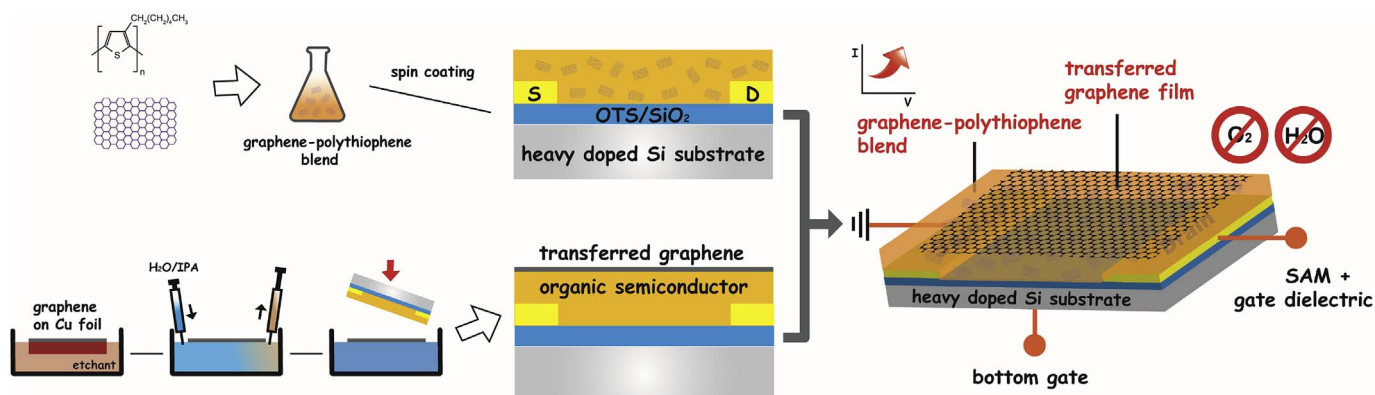 CH₂(CH₂)₄CH₃
S
n
spin coating
graphene-polythiophene
blend
S
D
OTS/SiO₂
heavy doped Si substrate
H₂O/IPA
graphene
on Cu foil
etchant
transferred graphene
organic semiconductor
I
V
graphene-polythiophene
blend
transferred
graphene film
O₂
H₂O
Drain
heavy doped Si substrate
SAM +
gate dielectric
bottom gate